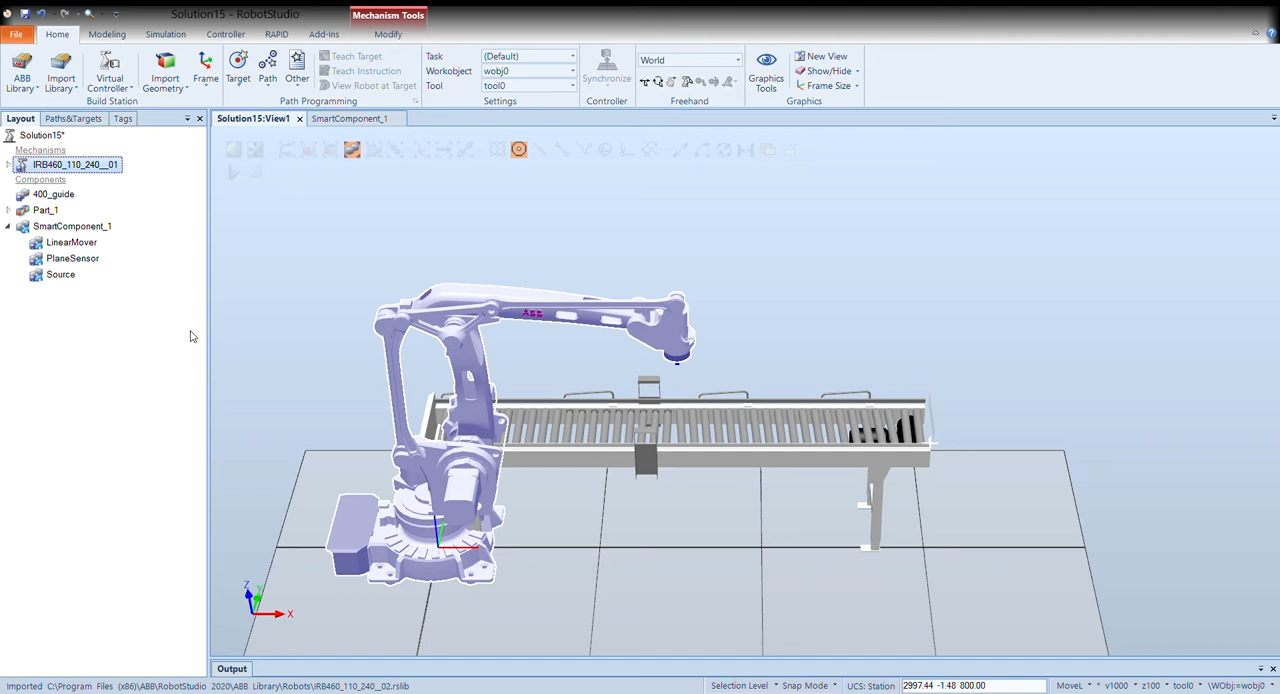 Solution15 - RobotStudio
Mechanism Tools
File Home Modeling Simulation Controller RAPID Add-Ins Modify
ABB Library
Import Library
Virtual Controller
Import Geometry
Frame
Build Station
Target
Path
Other
Teach Target
Teach Instruction
View Robot at Target
Path Programming
Task (Default)
Workobject wobj0
Tool tool0
Settings
Synchronize
Controller
World
Freehand
Graphics Tools
New View
Show/Hide
Frame Size
Graphics
Layout Paths&Targets Tags
Solution15:View1 SmartComponent_1
Solution15*
Mechanisms
IRB460_110_240__01
Components
400_guide
Part_1
SmartComponent_1
LinearMover
PlaneSensor
Source
ABB
Z
Y
X
Output
Imported C:\Program Files (x86)\ABB\RobotStudio 2020\ABB Library\Robots\IRB460_110_240__02.rslib
Selection Level Snap Mode UCS: Station 2997.44 -1.48 800.00 MoveL * v1000 z100 tool0 \WObj:=wobj0